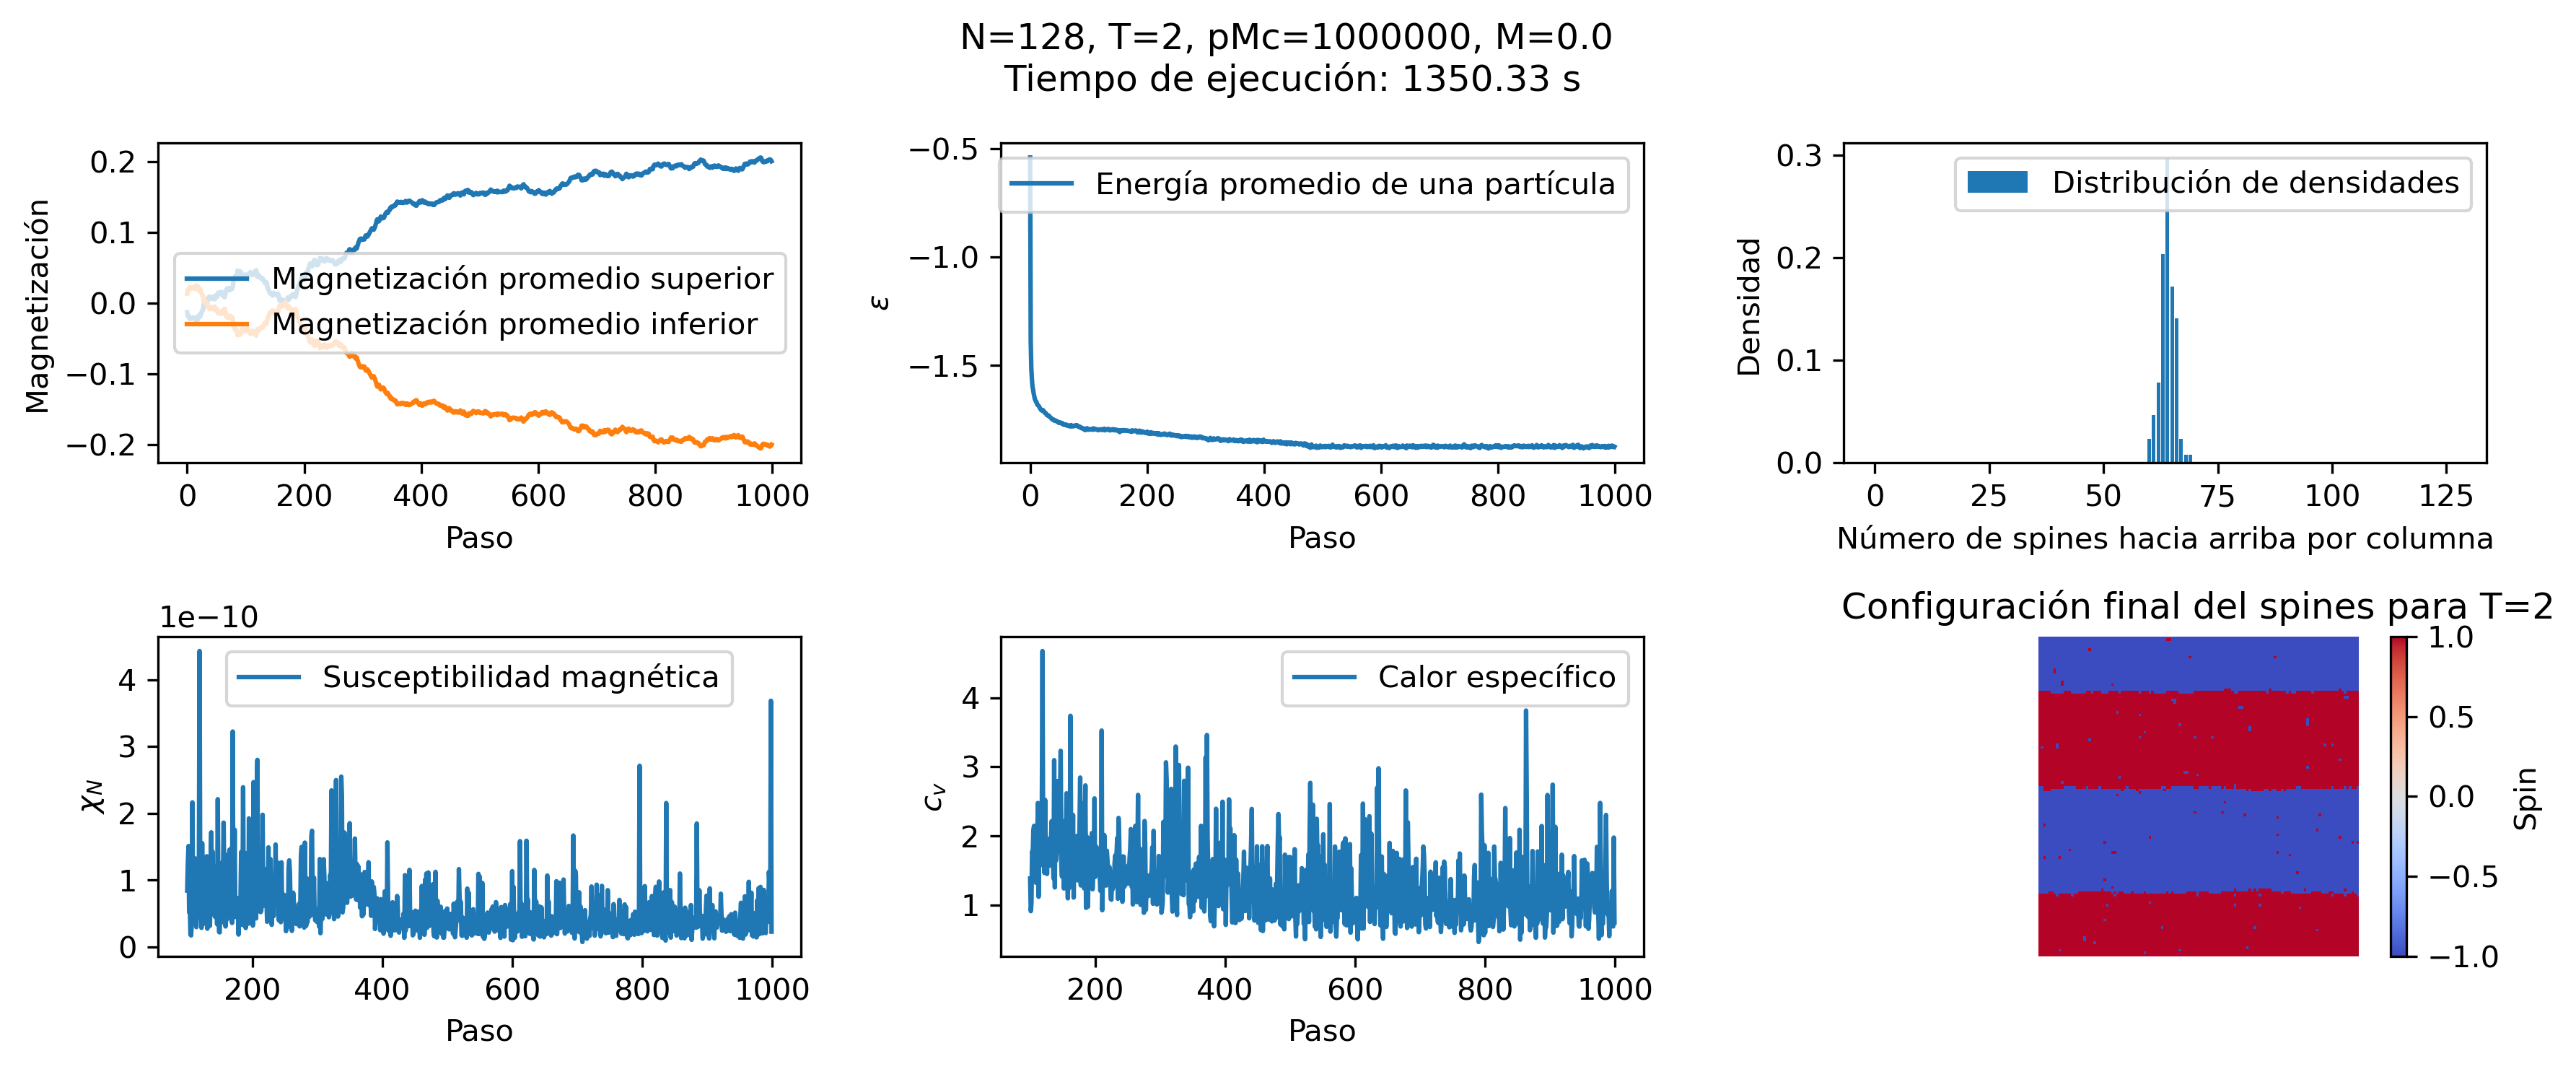 N=128, T=2, pMc=1000000, M=0.0
Tiempo de ejecución: 1350.33 s
Magnetización
0.2
0.1
0.0
−0.1
−0.2
Magnetización promedio superior
Magnetización promedio inferior
0 200 400 600 800 1000
Paso
ε
−0.5
−1.0
−1.5
Energía promedio de una partícula
0 200 400 600 800 1000
Paso
Densidad
0.3
0.2
0.1
0.0
Distribución de densidades
0 25 50 75 100 125
Número de spines hacia arriba por columna
1e−10
χN
4
3
2
1
0
Susceptibilidad magnética
200 400 600 800 1000
Paso
cv
4
3
2
1
Calor específico
200 400 600 800 1000
Paso
Configuración final del spines para T=2
1.0
0.5
0.0
−0.5
−1.0
Spin